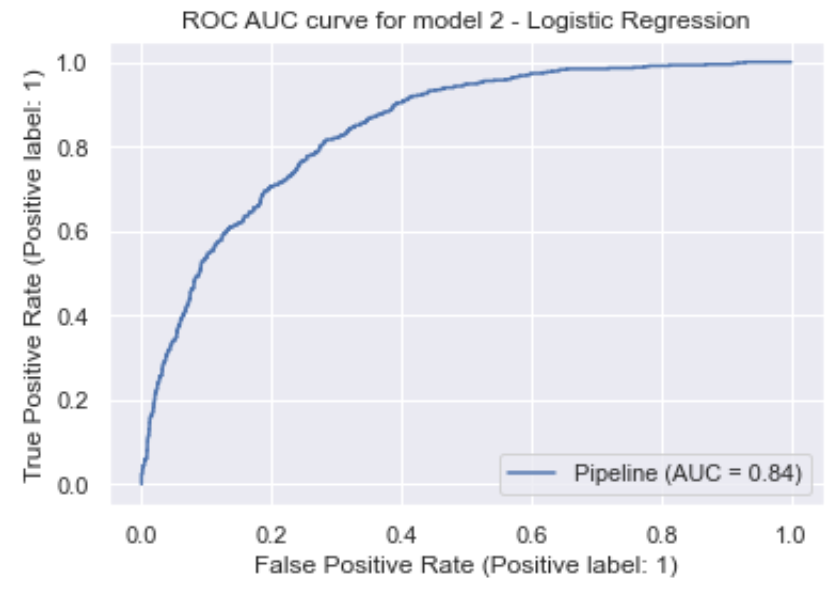 ROC AUC curve for model 2 - Logistic Regression
True Positive Rate (Positive label: 1)
1.0
0.8
0.6
0.4
0.2
0.0
Pipeline (AUC = 0.84)
0.0 0.2 0.4 0.6 0.8 1.0
False Positive Rate (Positive label: 1)